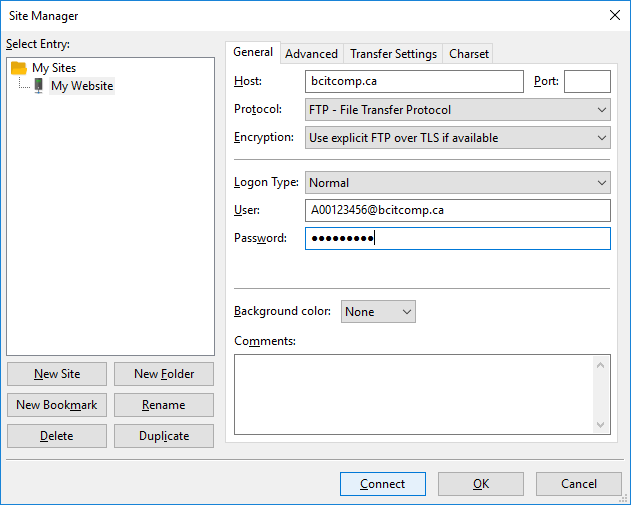 Site Manager
Select Entry:
My Sites
My Website
New Site
New Folder
New Bookmark
Rename
Delete
Duplicate
General
Advanced
Transfer Settings
Charset
Host:
bcitcomp.ca
Port:
Protocol:
FTP - File Transfer Protocol
Encryption:
Use explicit FTP over TLS if available
Logon Type:
Normal
User:
A00123456@bcitcomp.ca
Password:
●●●●●●●●●
Background color:
None
Comments:
Connect
OK
Cancel